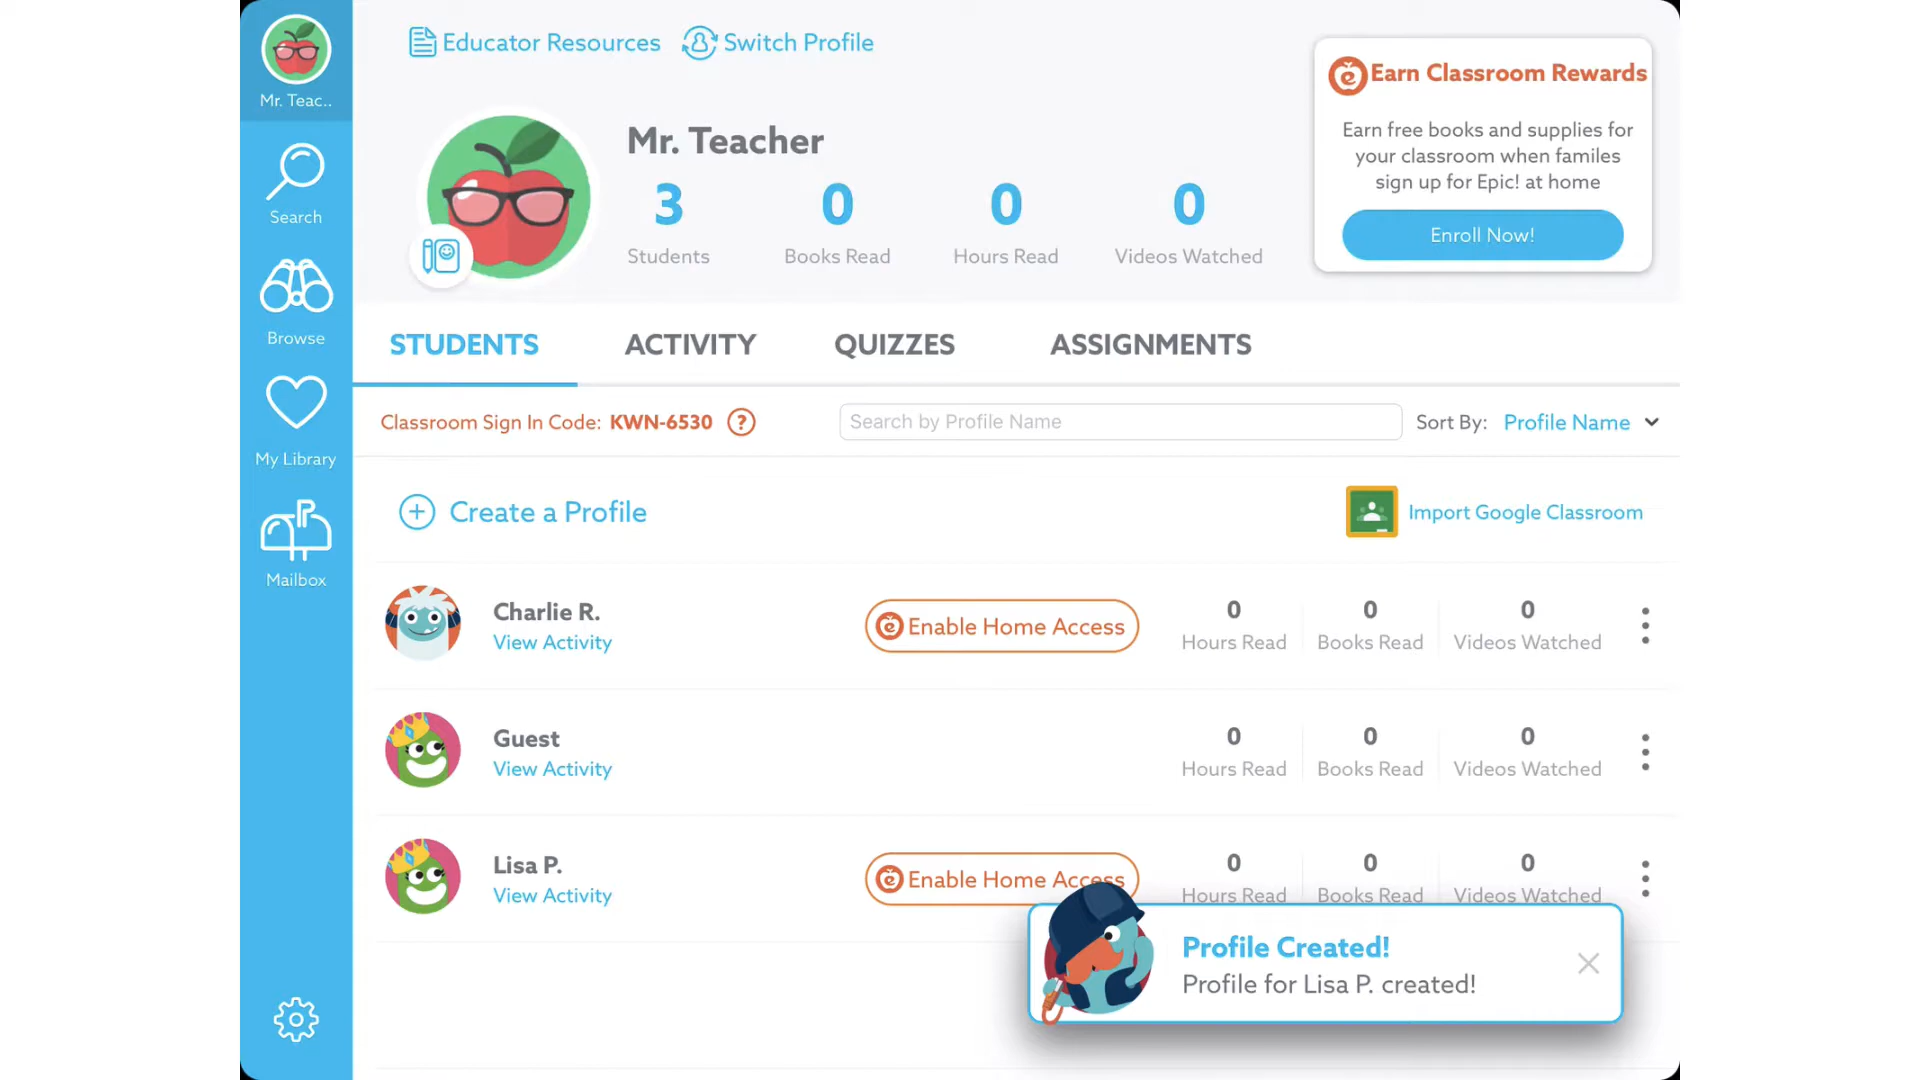 Mr. Teac..
Search
Browse
My Library
Mailbox
Educator Resources
Switch Profile
Mr. Teacher
3
0
0
0
Students
Books Read
Hours Read
Videos Watched
Earn Classroom Rewards
Earn free books and supplies for
your classroom when familes
sign up for Epic! at home
Enroll Now!
STUDENTS
ACTIVITY
QUIZZES
ASSIGNMENTS
Classroom Sign In Code: KWN-6530 ?
Search by Profile Name
Sort By: Profile Name
Create a Profile
Import Google Classroom
Charlie R.
View Activity
Enable Home Access
0
Hours Read
0
Books Read
0
Videos Watched
Guest
View Activity
0
Hours Read
0
Books Read
0
Videos Watched
Lisa P.
View Activity
Enable Home Access
0
Hours Read
0
Books Read
0
Videos Watched
Profile Created!
Profile for Lisa P. created!